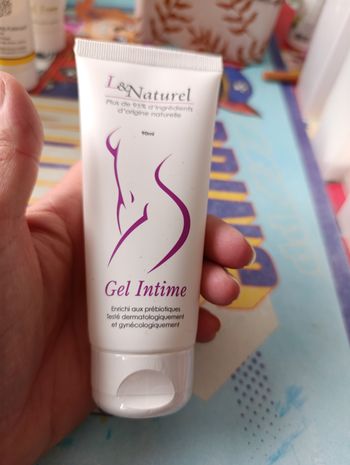 L&Naturel
Plus de 95% d'ingrédients
d'origine naturelle
90ml
Gel Intime
Enrichi aux prébiotiques
Testé dermatologiquement
et gynécologiquement